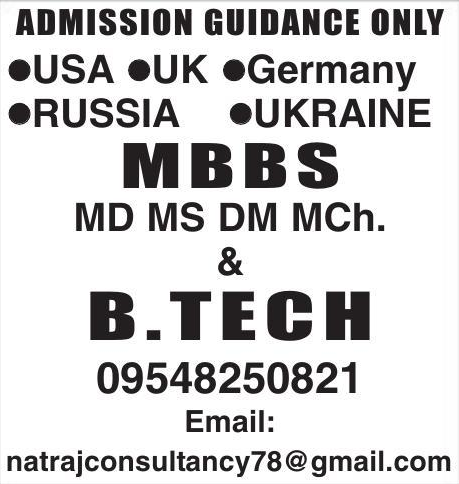 ADMISSION GUIDANCE ONLY
●USA ●UK ●Germany
●RUSSIA ●UKRAINE
MBBS
MD MS DM MCh.
&
B.TECH
09548250821
Email:
natrajconsultancy78@gmail.com